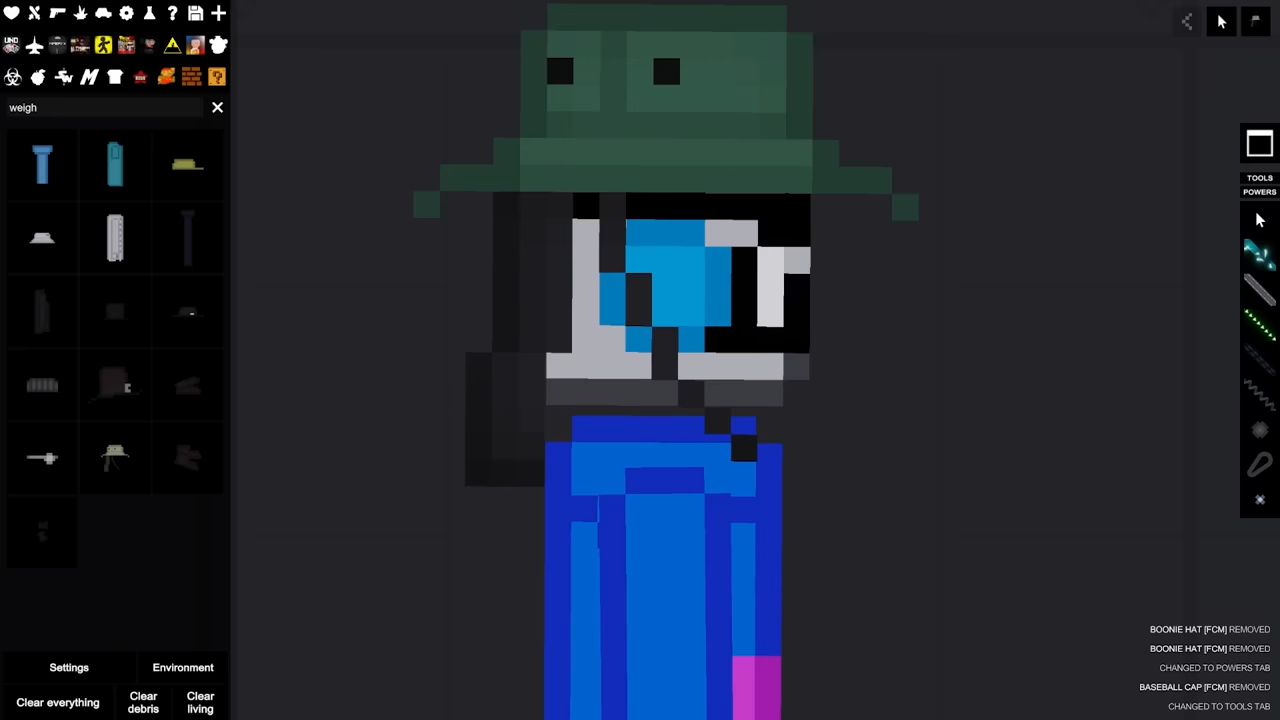 weigh
TOOLS
POWERS
BOONIE HAT [FCM] REMOVED
BOONIE HAT [FCM] REMOVED
CHANGED TO POWERS TAB
BASEBALL CAP [FCM] REMOVED
CHANGED TO TOOLS TAB
Settings
Environment
Clear everything
Clear
debris
Clear
living